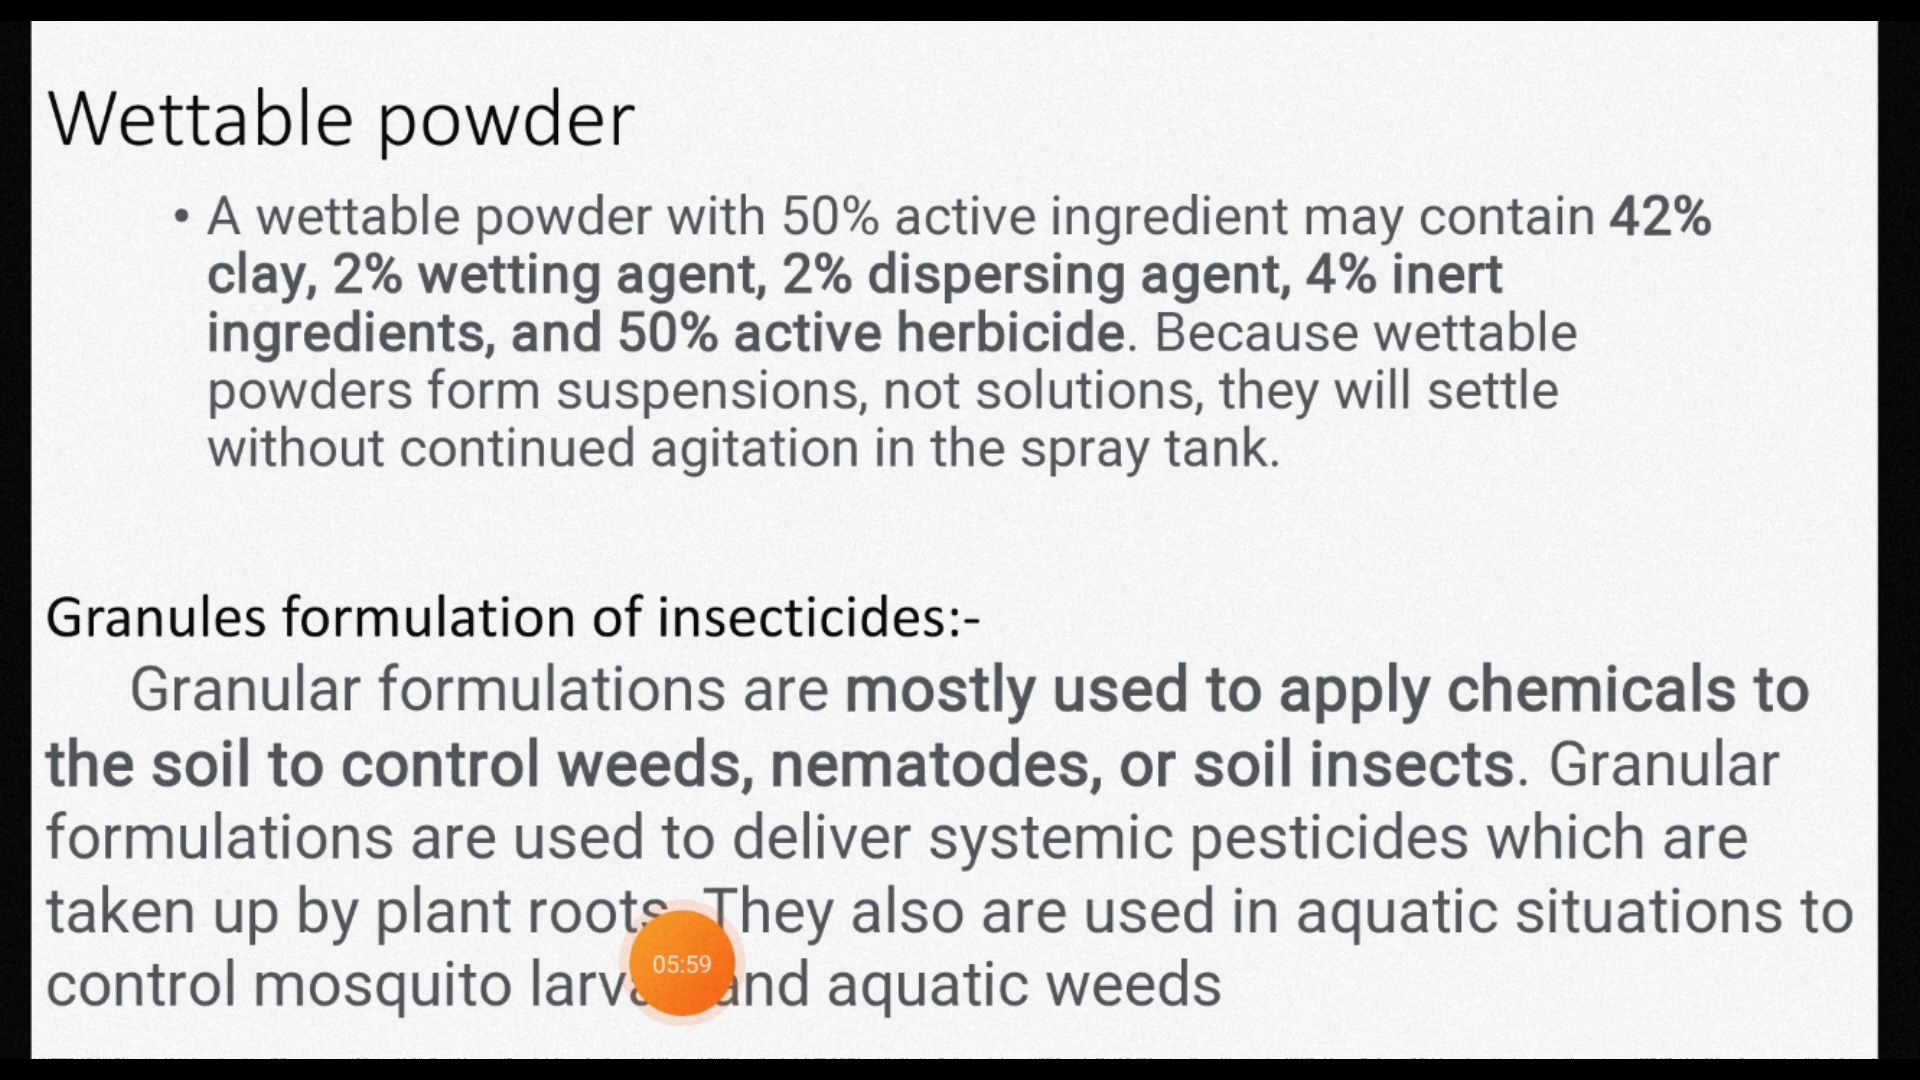 Wettable powder
• A wettable powder with 50% active ingredient may contain 42%
clay, 2% wetting agent, 2% dispersing agent, 4% inert
ingredients, and 50% active herbicide. Because wettable
powders form suspensions, not solutions, they will settle
without continued agitation in the spray tank.
Granules formulation of insecticides:-
Granular formulations are mostly used to apply chemicals to
the soil to control weeds, nematodes, or soil insects. Granular
formulations are used to deliver systemic pesticides which are
taken up by plant roots. They also are used in aquatic situations to
control mosquito and aquatic weeds
05:59